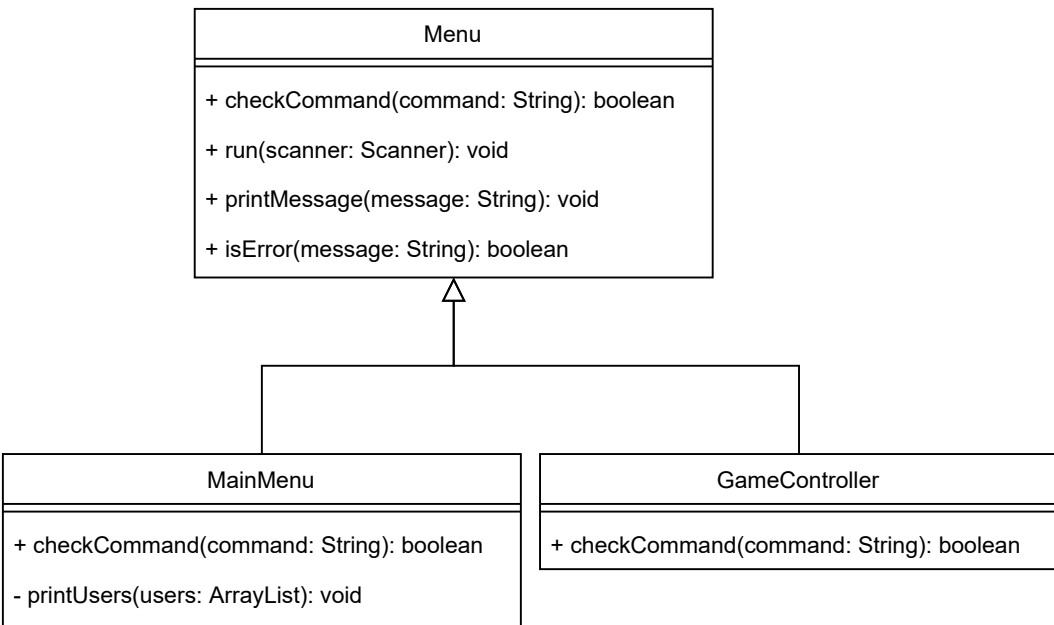 Menu
+ checkCommand(command: String): boolean
+ run(scanner: Scanner): void
+ printMessage(message: String): void
+ isError(message: String): boolean
MainMenu
+ checkCommand(command: String): boolean
- printUsers(users: ArrayList): void
GameController
+ checkCommand(command: String): boolean